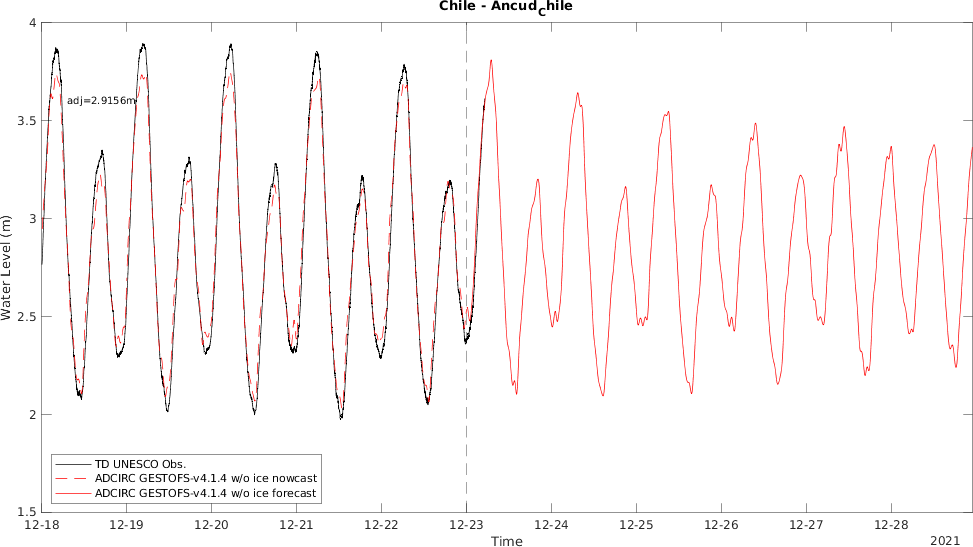 Chile - Ancud_Chile
4
adj=2.9156m
3.5
3
Water Level (m)
2.5
2
TD UNESCO Obs.
ADCIRC GESTOFS-v4.1.4 w/o ice nowcast
ADCIRC GESTOFS-v4.1.4 w/o ice forecast
1.5
12-18 12-19 12-20 12-21 12-22 12-23 12-24 12-25 12-26 12-27 12-28
Time
2021